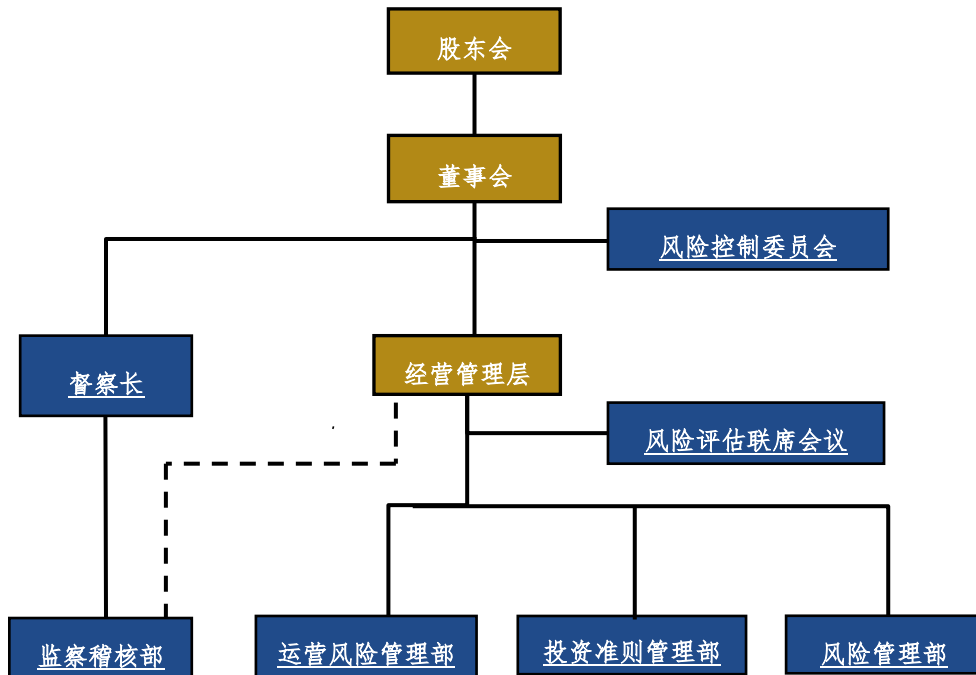 股东会
董事会
风险控制委员会
督察长
经营管理层
风险评估联席会议
监察稽核部
运营风险管理部
投资准则管理部
风险管理部